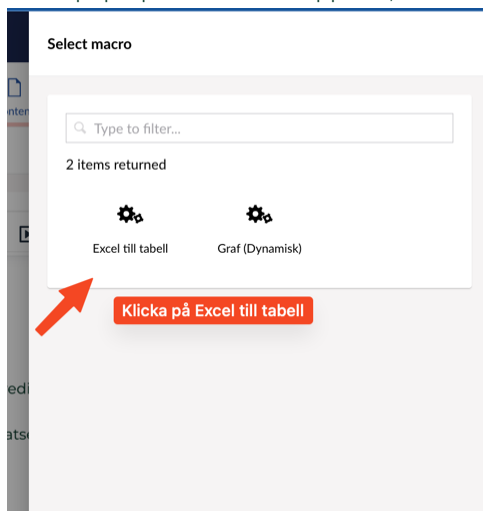 Select macro
Type to filter...
2 items returned
Excel till tabell
Graf (Dynamisk)
Klicka på Excel till tabell